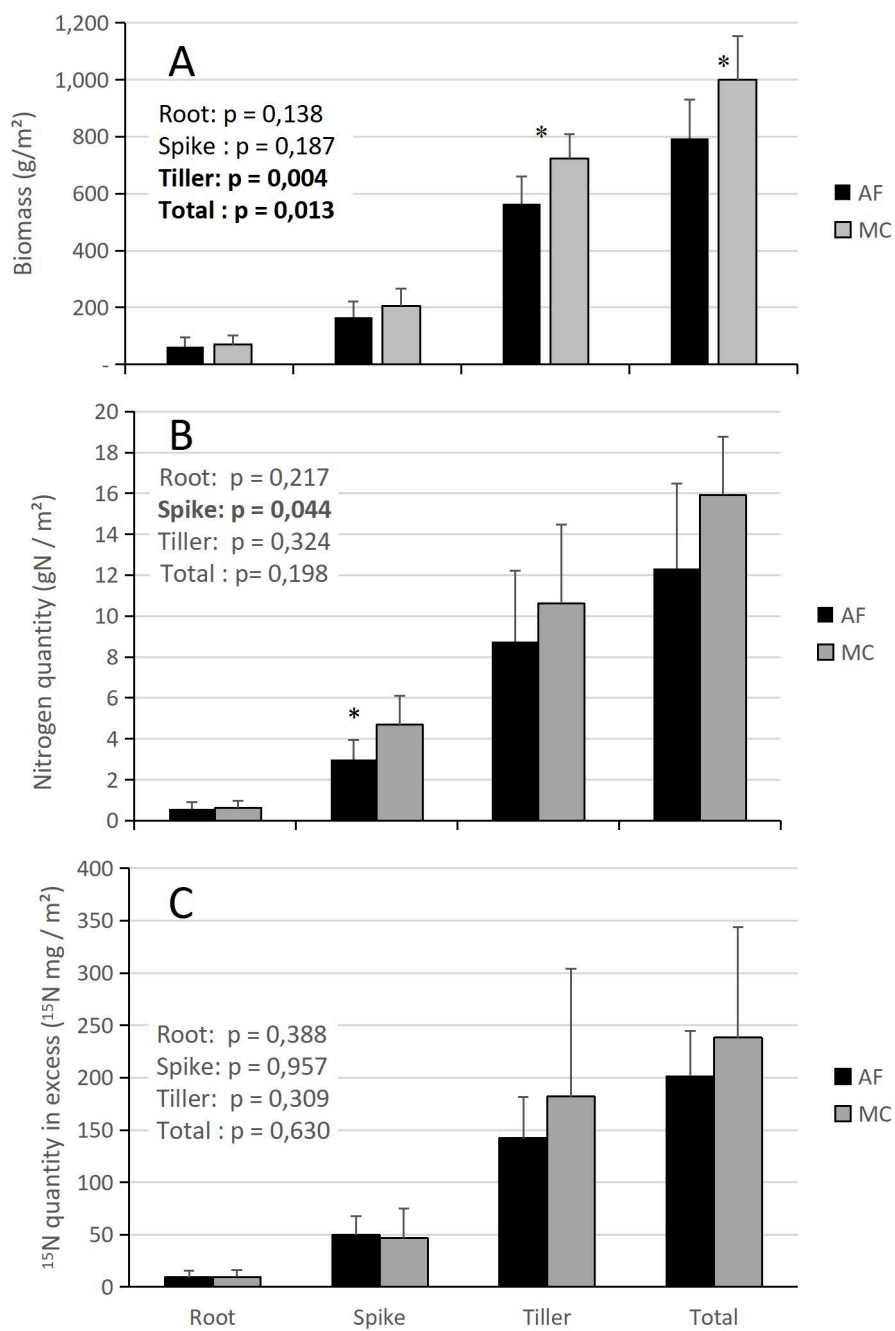 1,200
1,000
800
600
400
200
-
Biomass (g/m²)
A
Root: p = 0,138
Spike : p = 0,187
Tiller: p = 0,004
Total : p = 0,013
*
*
AF
MC
20
18
16
14
12
10
8
6
4
2
0
Nitrogen quantity (gN / m²)
B
Root: p = 0,217
Spike: p = 0,044
Tiller: p = 0,324
Total : p= 0,198
*
AF
MC
400
350
300
250
200
150
100
50
0
¹⁵N quantity in excess (¹⁵N mg / m²)
C
Root: p = 0,388
Spike: p = 0,957
Tiller: p = 0,309
Total : p = 0,630
AF
MC
Root Spike Tiller Total